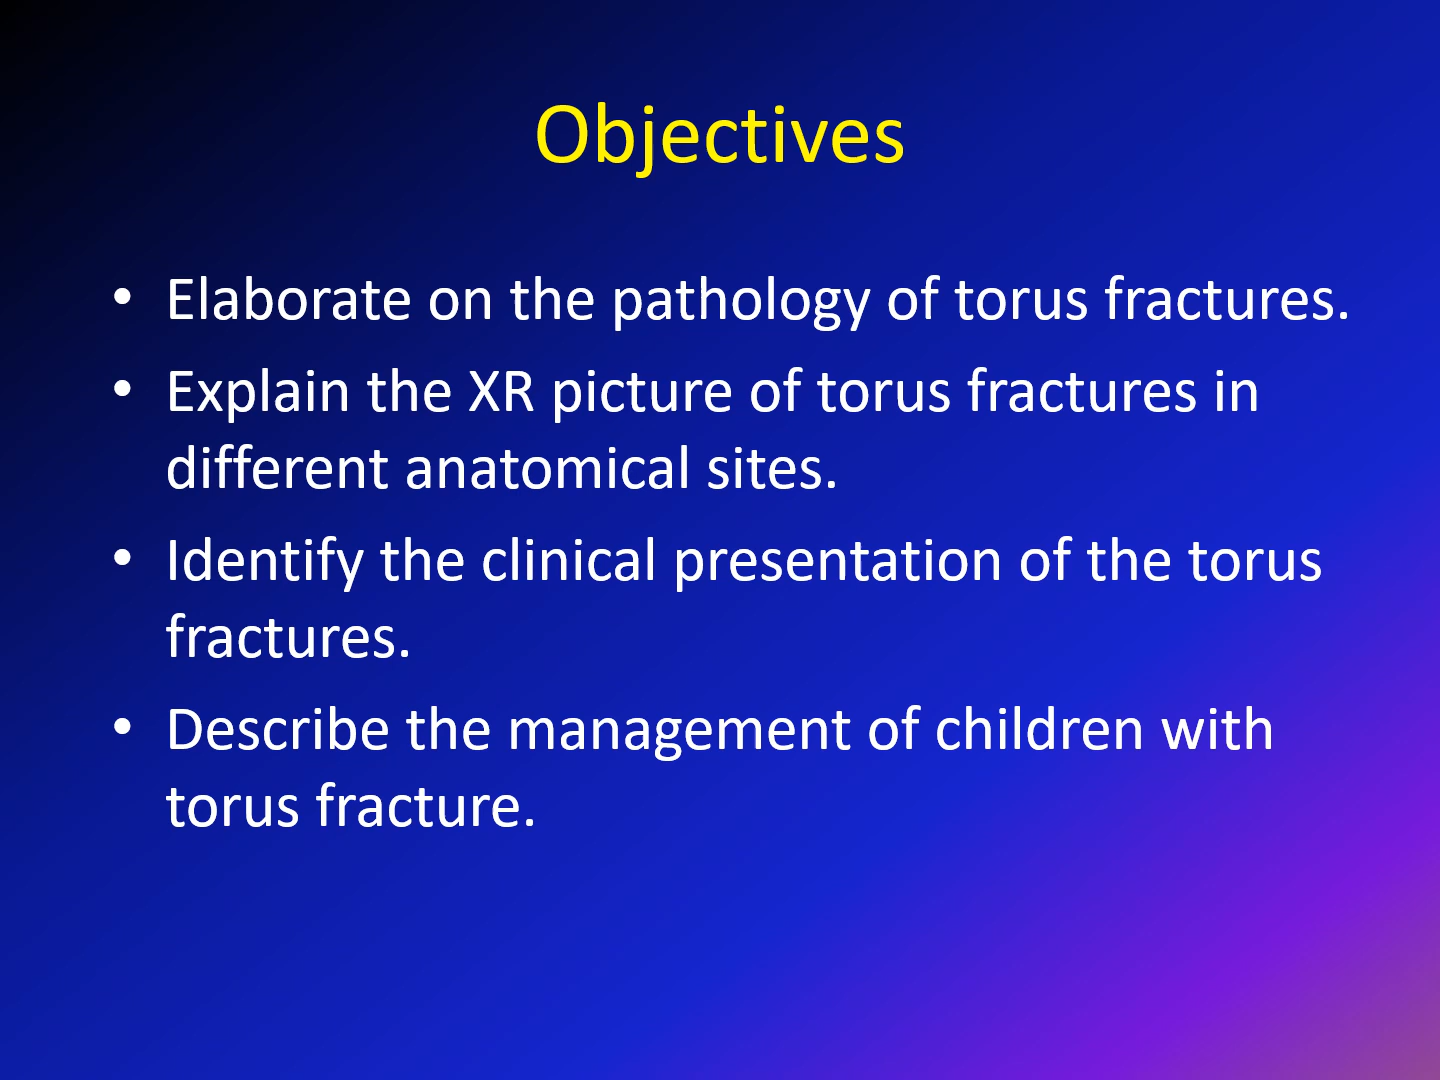 Objectives
• Elaborate on the pathology of torus fractures.
• Explain the XR picture of torus fractures in
different anatomical sites.
• Identify the clinical presentation of the torus
fractures.
• Describe the management of children with
torus fracture.